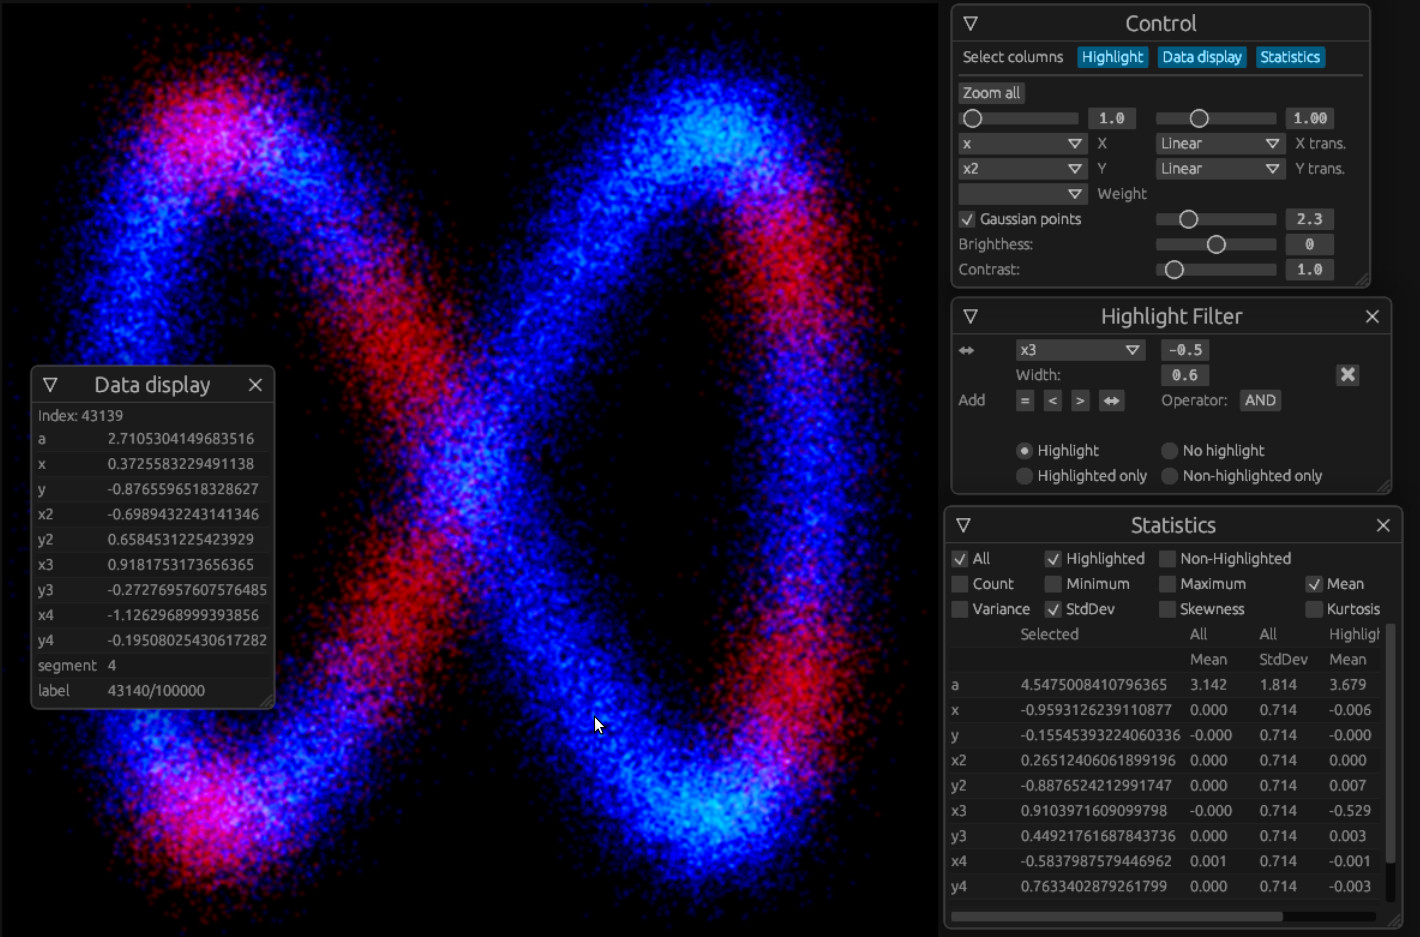 Control
Select columns Highlight Data display Statistics
Zoom all
1.0 1.00
x X Linear X trans.
x2 Y Linear Y trans.
Weight
Gaussian points 2.3
Brighthess: 0
Contrast: 1.0
Highlight Filter
x3 -0.5
Width: 0.6
Add = < > Operator: AND
Highlight No highlight
Highlighted only Non-highlighted only
Data display
Index: 43139
a 2.7105304149683516
x 0.3725583229491138
y -0.8765596518328627
x2 -0.6989432243141346
y2 0.6584531225423929
x3 0.9181753173656365
y3 -0.27276957607576485
x4 -1.1262968999393856
y4 -0.19508025430617282
segment 4
label 43140/100000
Statistics
All Highlighted Non-Highlighted
Count Minimum Maximum Mean
Variance StdDev Skewness Kurtosis
Selected All All Highligh
Mean StdDev Mean
a 4.5475008410796365 3.142 1.814 3.679
x -0.9593126239110877 0.000 0.714 -0.006
y -0.15545393224060336 -0.000 0.714 -0.000
x2 0.26512406061899196 0.000 0.714 0.000
y2 -0.8876524212991747 0.000 0.714 0.007
x3 0.9103971609099798 -0.000 0.714 -0.529
y3 0.44921761687843736 0.000 0.714 0.003
x4 -0.5837987579446962 0.001 0.714 -0.001
y4 0.7633402879261799 0.000 0.714 -0.003